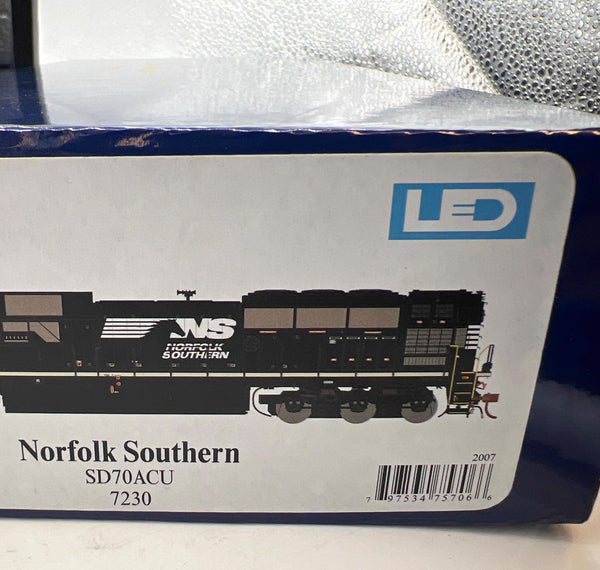 LED
NS
NORFOLK
SOUTHERN
Norfolk Southern
SD70ACU
7230
2007
7 97534 75706 6